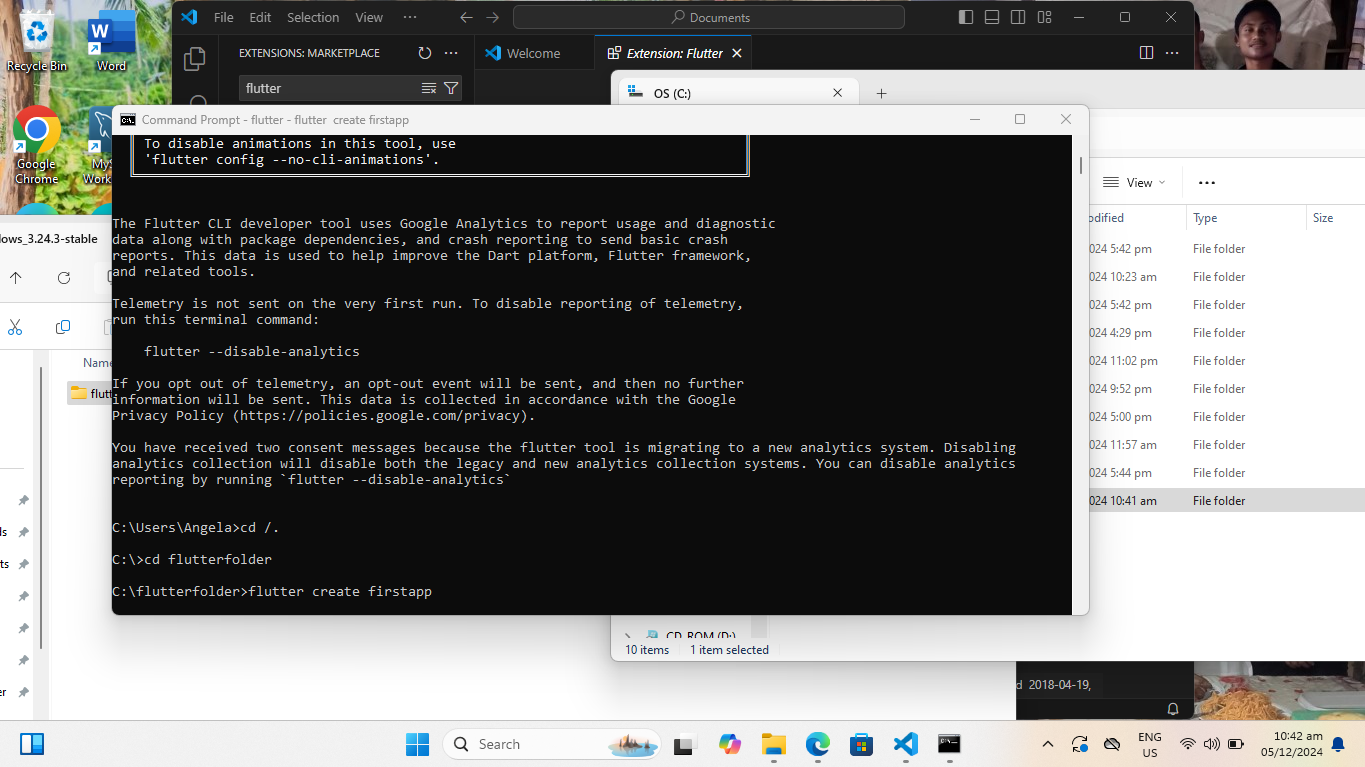 File Edit Selection View ···
Documents
Recycle Bin
Word
EXTENSIONS: MARKETPLACE
Welcome
Extension: Flutter
flutter
OS (C:)
Google
Chrome
Command Prompt - flutter - flutter create firstapp
To disable animations in this tool, use
'flutter config --no-cli-animations'.
The Flutter CLI developer tool uses Google Analytics to report usage and diagnostic
data along with package dependencies, and crash reporting to send basic crash
reports. This data is used to help improve the Dart platform, Flutter framework,
and related tools.
Telemetry is not sent on the very first run. To disable reporting of telemetry,
run this terminal command:
flutter --disable-analytics
If you opt out of telemetry, an opt-out event will be sent, and then no further
information will be sent. This data is collected in accordance with the Google
Privacy Policy (https://policies.google.com/privacy).
You have received two consent messages because the flutter tool is migrating to a new analytics system. Disabling
analytics collection will disable both the legacy and new analytics collection systems. You can disable analytics
reporting by running `flutter --disable-analytics`
C:\Users\Angela>cd /.
C:\>cd flutterfolder
C:\flutterfolder>flutter create firstapp
View
Type Size
024 5:42 pm File folder
024 10:23 am File folder
024 5:42 pm File folder
024 4:29 pm File folder
024 11:02 pm File folder
024 9:52 pm File folder
024 5:00 pm File folder
024 11:57 am File folder
024 5:44 pm File folder
024 10:41 am File folder
ows_3.24.3-stable
Name
CD ROM (D:)
10 items 1 item selected
2018-04-19,
Search
ENG
US
10:42 am
05/12/2024